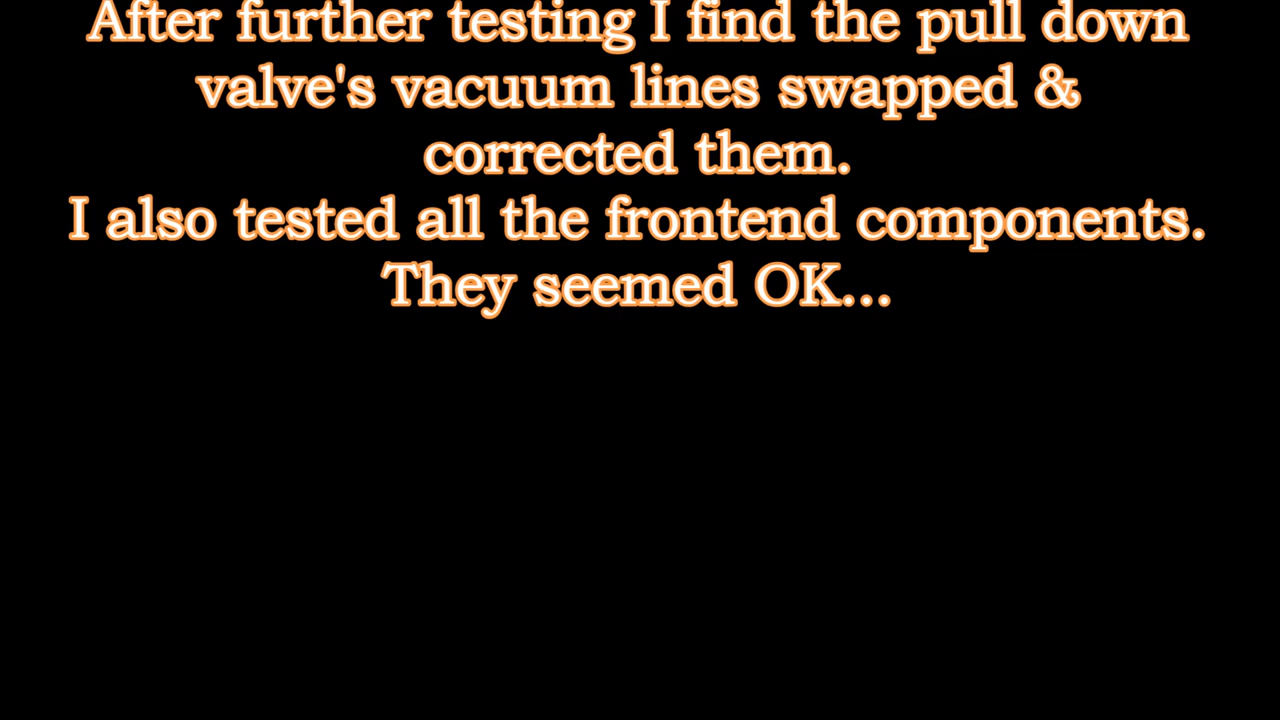 After further testing I find the pull down
valve's vacuum lines swapped &
corrected them.
I also tested all the frontend components.
They seemed OK...